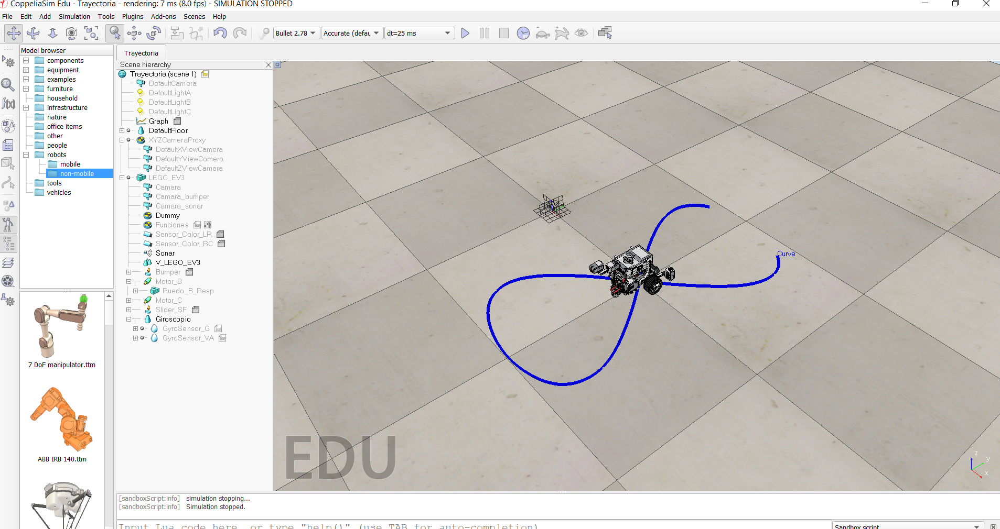 CoppeliaSim Edu - Trayectoria - rendering: 7 ms (8.0 fps) - SIMULATION STOPPED
File Edit Add Simulation Tools Plugins Add-ons Scenes Help
Bullet 2.78 Accurate (defau dt=25 ms
Model browser
components
equipment
examples
furniture
household
infrastructure
nature
office items
other
people
robots
mobile
non-mobile
tools
vehicles
7 DoF manipulator.ttm
ABB IRB 140.ttm
Trayectoria
Scene hierarchy
Trayectoria (scene 1)
DefaultCamera
DefaultLightA
DefaultLightB
DefaultLightC
Graph
DefaultFloor
XYZCameraProxy
DefaultXViewCamera
DefaultYViewCamera
DefaultZViewCamera
LEGO_EV3
Camara
Camara_bumper
Camara_sonar
Dummy
Funciones
Sensor_Color_LR
Sensor_Color_RC
Sonar
V_LEGO_EV3
Bumper
Motor_B
Rueda_B_Resp
Motor_C
Slider_SF
Giroscopio
GyroSensor_G
GyroSensor_VA
Curve
EDU
z
y
x
[sandboxScript:info] simulation stopping...
[sandboxScript:info] Simulation stopped.
Input Lua code here, or type "help()" (use TAB for auto-completion)
Sandbox script